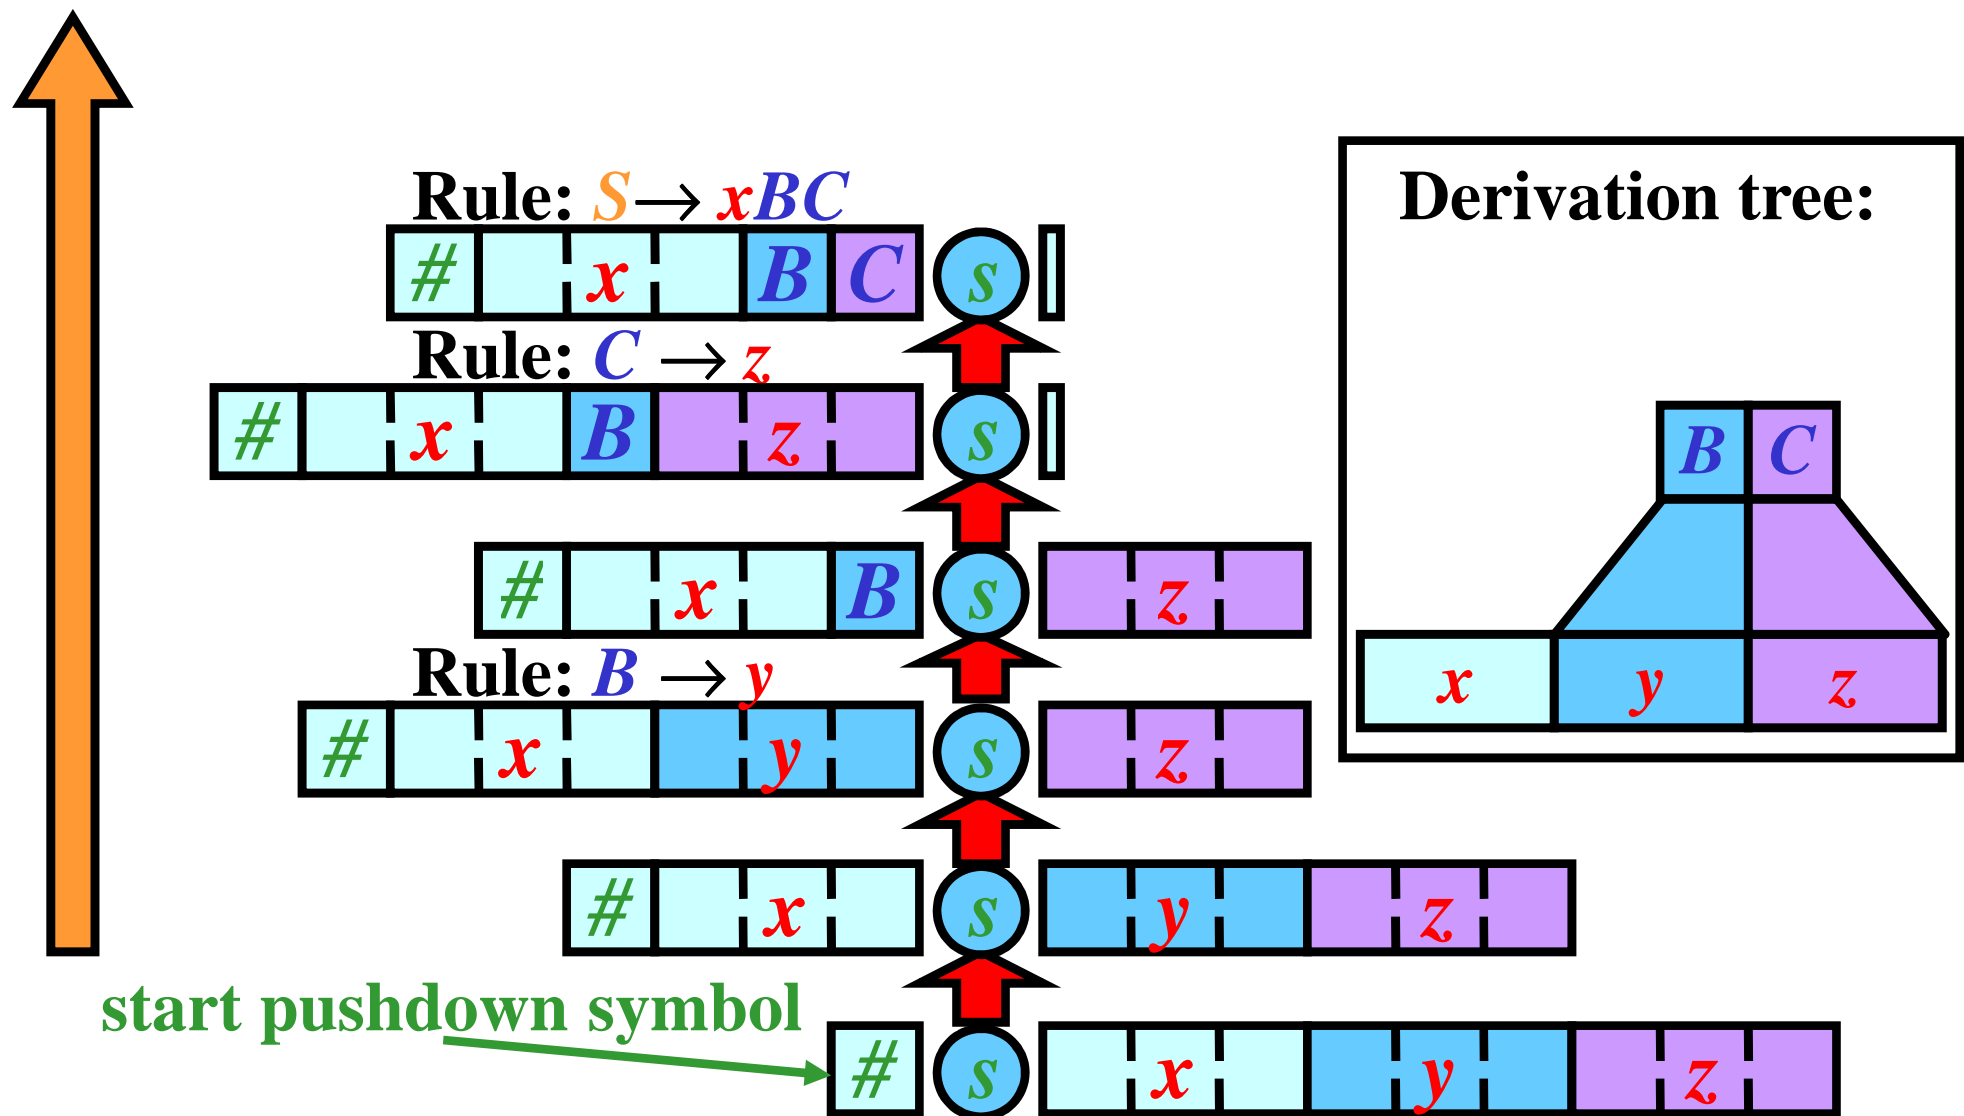 Rule: S → xBC
# x B C s
Rule: C → z
# x B z s
# x B s z
Rule: B → y
# x y s z
# x s y z
start pushdown symbol
# s x y z
Derivation tree:
B C
x y z